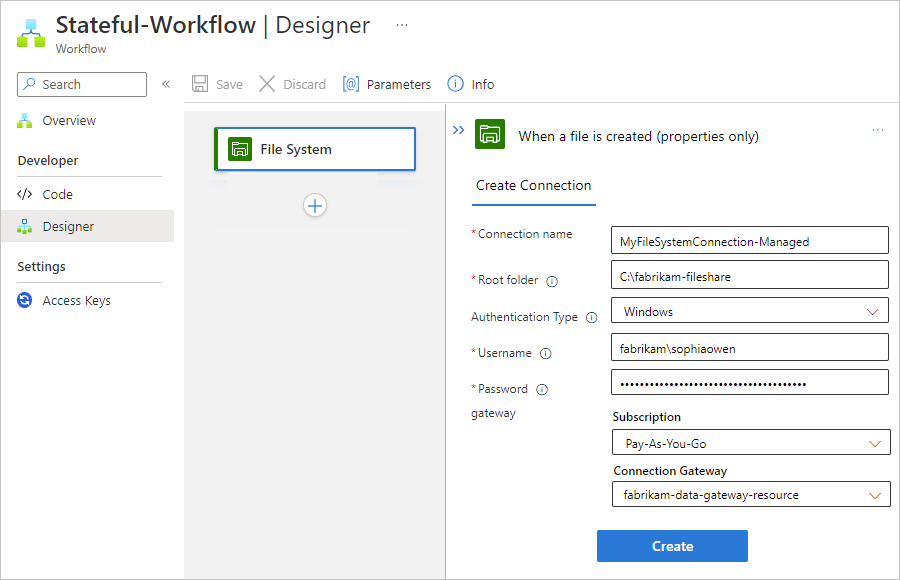 Stateful-Workflow | Designer ...
Workflow
Search «
Overview
Developer
Code
Designer
Settings
Access Keys
Save Discard [@] Parameters Info
File System
When a file is created (properties only) ...
Create Connection
* Connection name MyFileSystemConnection-Managed
* Root folder C:\fabrikam-fileshare
Authentication Type Windows
* Username fabrikam\sophiaowen
* Password ••••••••••••••••••••••••••••••••••••••
gateway
Subscription
Pay-As-You-Go
Connection Gateway
fabrikam-data-gateway-resource
Create